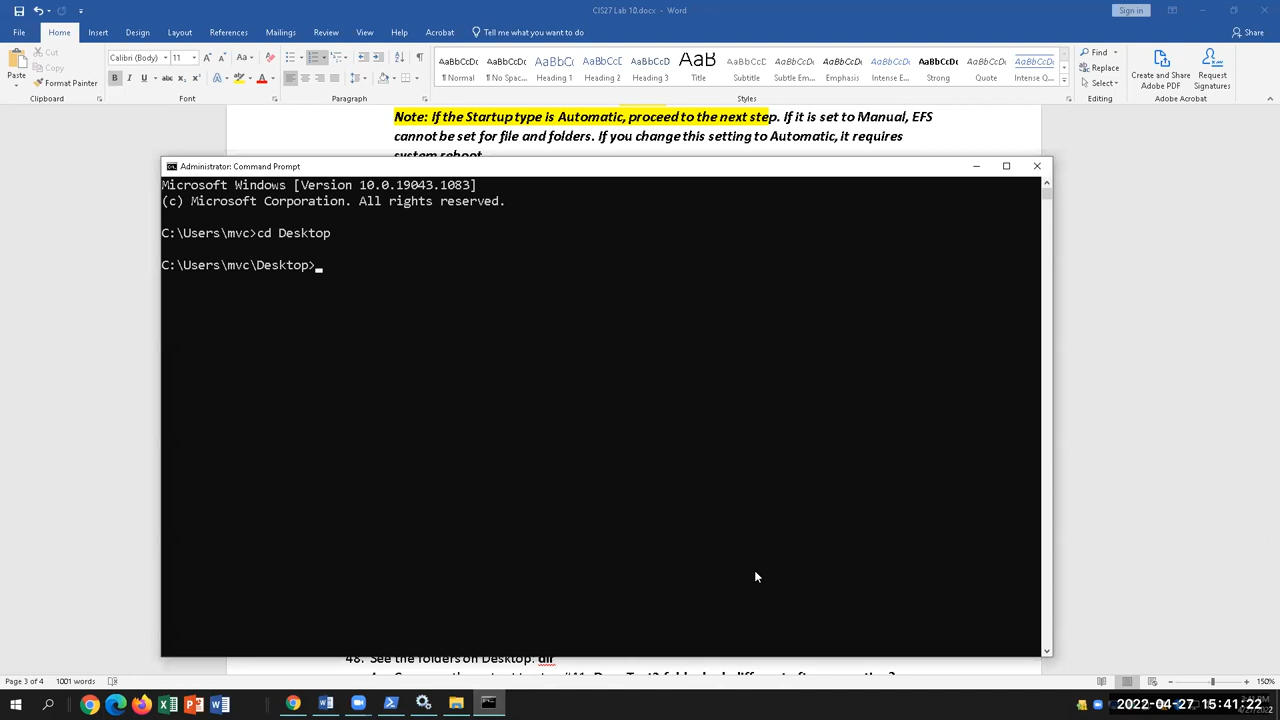 CIS27 Lab 10.docx - Word
Sign in
File Home Insert Design Layout References Mailings Review View Help Acrobat Tell me what you want to do Share
Paste
Cut
Copy
Format Painter
Calibri (Body) 11
AaBbCcDc AaBbCcDc AaBbC( AaBbCcC AaBbCcD AaB AaBbCcD AaBbCcDc AaBbCcDc AaBbCcDc AaBbCcDc AaBbCcDc AaBbCcDc
¶ Normal ¶ No Spac... Heading 1 Heading 2 Heading 3 Title Subtitle Subtle Em... Emphasis Intense E... Strong Quote Intense Q...
Find
Replace
Select
Create and Share
Adobe PDF
Request
Signatures
Clipboard Font Paragraph Styles Editing Adobe Acrobat
Note: If the Startup type is Automatic, proceed to the next step. If it is set to Manual, EFS
cannot be set for file and folders. If you change this setting to Automatic, it requires
system reboot
Administrator: Command Prompt
Microsoft Windows [Version 10.0.19043.1083]
(c) Microsoft Corporation. All rights reserved.
C:\Users\mvc>cd Desktop
C:\Users\mvc\Desktop>
48. See the folders on Desktop: dir
Page 3 of 4 1001 words
150%
2022-04-27, 15:41:22